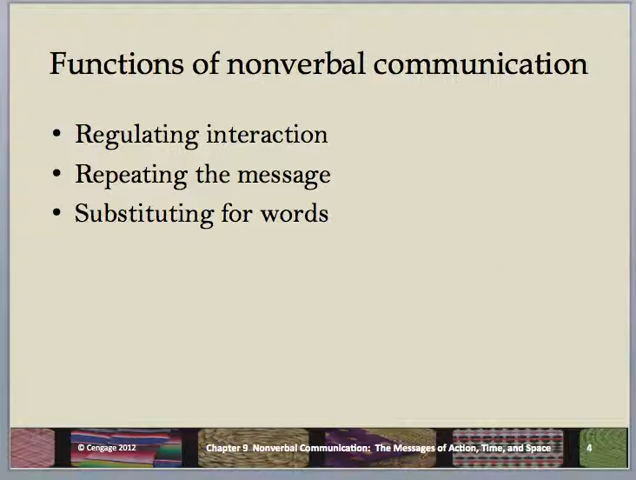 Functions of nonverbal communication
• Regulating interaction
• Repeating the message
• Substituting for words
© Cengage 2012 Chapter 9 Nonverbal Communication: The Messages of Action, Time, and Space 4